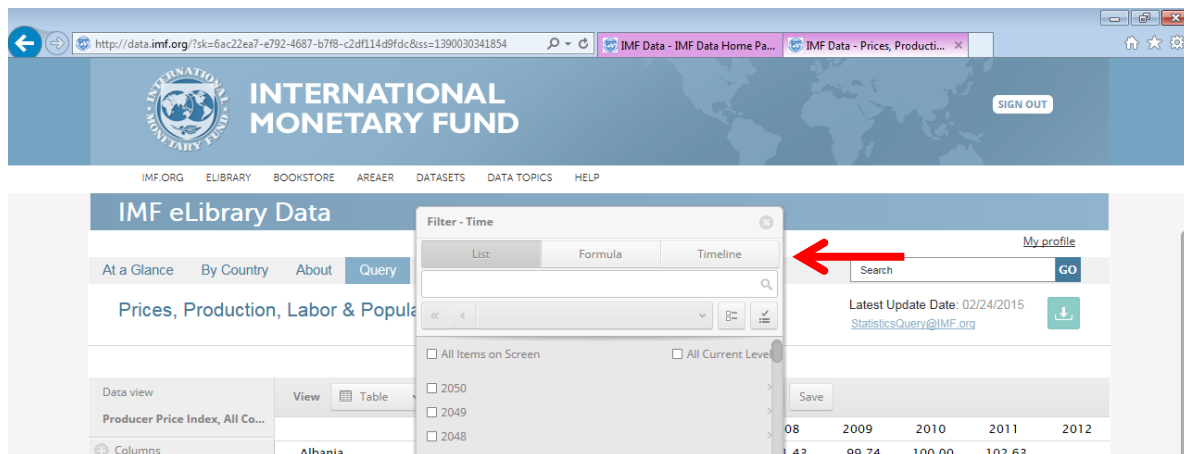 http://data.imf.org/?sk=6ac22ea7-e792-4687-b7f8-c2df114d9fdc&ss=1390030341854
IMF Data - IMF Data Home Pa...
IMF Data - Prices, Producti...
INTERNATIONAL
MONETARY FUND
SIGN OUT
IMF.ORG ELIBRARY BOOKSTORE AREAER DATASETS DATA TOPICS HELP
IMF eLibrary Data
Filter - Time
My profile
List Formula Timeline
At a Glance By Country About Query
Search GO
Prices, Production, Labor & Popula
Latest Update Date: 02/24/2015
StatisticsQuery@IMF.org
All Items on Screen All Current Level
Data view
View Table
2050
Save
Producer Price Index, All Co...
2049
08 2009 2010 2011 2012
2048
Columns
Albania 99.74 100.00 102.63